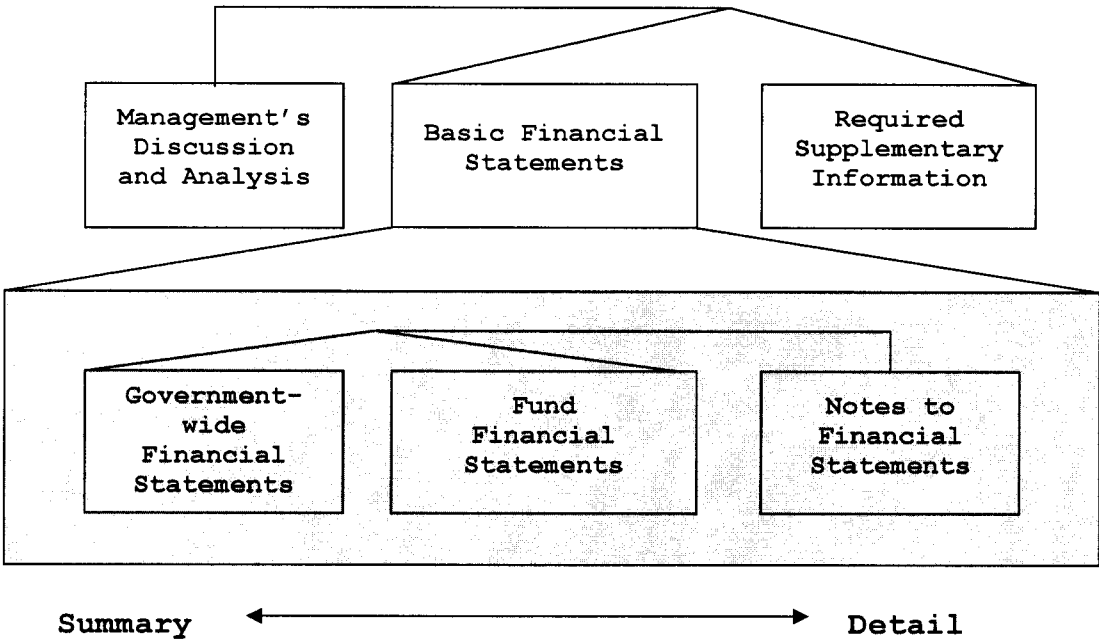 Management's
Discussion
and Analysis
Basic Financial
Statements
Required
Supplementary
Information
Government-
wide
Financial
Statements
Fund
Financial
Statements
Notes to
Financial
Statements
Summary
Detail